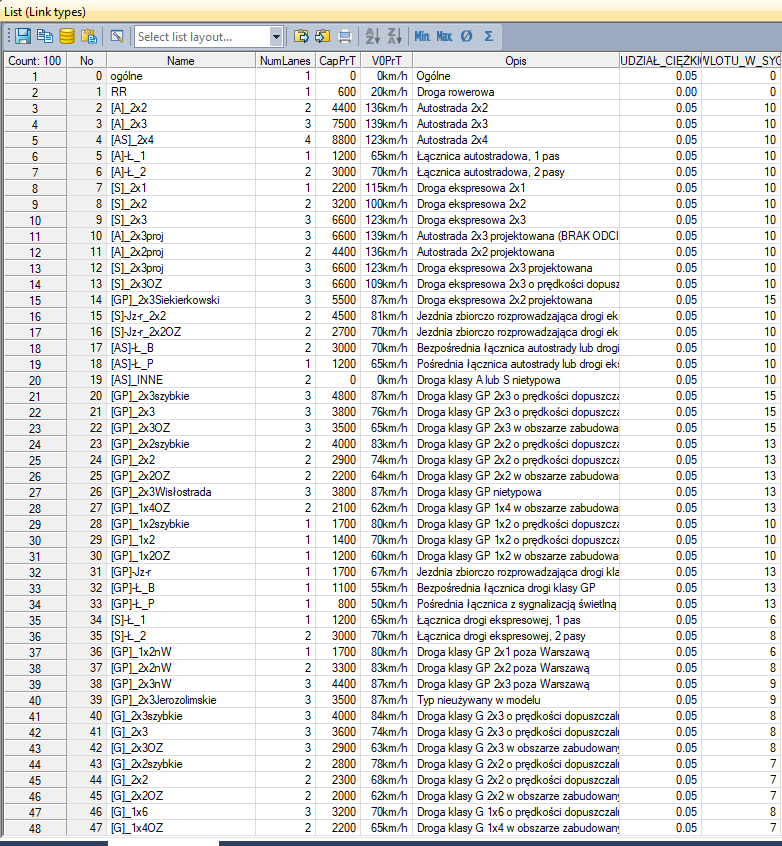 List (Link types)
Select list layout... Min. Max. Ø Σ
Count: 100 No Name NumLanes CapPrT V0PrT Opis UDZIAŁ_CIĘŻKI WLOTU_W_SYG
1 0 ogólne 1 0 0km/h Ogólne 0.05 0
2 1 RR 1 600 20km/h Droga rowerowa 0.00 0
3 2 [A]_2x2 2 4400 136km/h Autostrada 2x2 0.05 10
4 3 [A]_2x3 3 7500 139km/h Autostrada 2x3 0.05 10
5 4 [AS]_2x4 4 8800 123km/h Autostrada 2x4 0.05 10
6 5 [A]-Ł_1 1 1200 65km/h Łącznica autostradowa, 1 pas 0.05 10
7 6 [A]-Ł_2 2 3000 70km/h Łącznica autostradowa, 2 pasy 0.05 10
8 7 [S]_2x1 1 2200 115km/h Droga ekspresowa 2x1 0.05 10
9 8 [S]_2x2 2 3200 100km/h Droga ekspresowa 2x2 0.05 10
10 9 [S]_2x3 3 6600 123km/h Droga ekspresowa 2x3 0.05 10
11 10 [A]_2x3proj 3 6600 139km/h Autostrada 2x3 projektowana (BRAK ODCI 0.05 10
12 11 [A]_2x2proj 2 4400 136km/h Autostrada 2x2 projektowana 0.05 10
13 12 [S]_2x3proj 3 6600 123km/h Droga ekspresowa 2x3 projektowana 0.05 10
14 13 [S]_2x3OZ 3 6600 109km/h Droga ekspresowa 2x3 o prędkości dopusz 0.05 10
15 14 [GP]_2x3Siekierkowski 3 5500 87km/h Droga ekspresowa 2x2 projektowana 0.05 15
16 15 [S]-Jz-r_2x2 2 4500 81km/h Jezdnia zbiorczo rozprowadzająca drogi ek 0.05 10
17 16 [S]-Jz-r_2x2OZ 2 2700 70km/h Jezdnia zbiorczo rozprowadzająca drogi ek 0.05 10
18 17 [AS]-Ł_B 2 3000 70km/h Bezpośrednia łącznica autostrady lub drogi 0.05 10
19 18 [AS]-Ł_P 1 1200 65km/h Pośrednia łącznica autostrady lub drogi eks 0.05 10
20 19 [AS]_INNE 2 0 0km/h Droga klasy A lub S nietypowa 0.05 10
21 20 [GP]_2x3szybkie 3 4800 87km/h Droga klasy GP 2x3 o prędkości dopuszcza 0.05 15
22 21 [GP]_2x3 3 3800 76km/h Droga klasy GP 2x3 o prędkości dopuszcza 0.05 15
23 22 [GP]_2x3OZ 3 3500 65km/h Droga klasy GP 2x3 w obszarze zabudowa 0.05 15
24 23 [GP]_2x2szybkie 2 4000 83km/h Droga klasy GP 2x2 o prędkości dopuszcza 0.05 13
25 24 [GP]_2x2 2 2900 74km/h Droga klasy GP 2x2 o prędkości dopuszcza 0.05 13
26 25 [GP]_2x2OZ 2 2200 64km/h Droga klasy GP 2x2 w obszarze zabudowa 0.05 13
27 26 [GP]_2x3Wisłostrada 3 3800 87km/h Droga klasy GP nietypowa 0.05 13
28 27 [GP]_1x4OZ 2 2100 62km/h Droga klasy GP 1x4 w obszarze zabudowa 0.05 13
29 28 [GP]_1x2szybkie 1 1700 80km/h Droga klasy GP 1x2 o prędkości dopuszcza 0.05 10
30 29 [GP]_1x2 1 1400 70km/h Droga klasy GP 1x2 o prędkości dopuszcza 0.05 10
31 30 [GP]_1x2OZ 1 1200 60km/h Droga klasy GP 1x2 w obszarze zabudowa 0.05 10
32 31 [GP]-Jz-r 1 1700 67km/h Jezdnia zbiorczo rozprowadzająca drogi kla 0.05 13
33 32 [GP]-Ł_B 1 1100 55km/h Bezpośrednia łącznica drogi klasy GP 0.05 13
34 33 [GP]-Ł_P 1 800 50km/h Pośrednia łącznica z sygnalizacją świetlną 0.05 13
35 34 [S]-Ł_1 1 1200 65km/h Łącznica drogi ekspresowej, 1 pas 0.05 6
36 35 [S]-Ł_2 2 3000 70km/h Łącznica drogi ekspresowej, 2 pasy 0.05 8
37 36 [GP]_1x2nW 1 1700 80km/h Droga klasy GP 2x1 poza Warszawą 0.05 6
38 37 [GP]_2x2nW 2 3300 83km/h Droga klasy GP 2x2 poza Warszawą 0.05 8
39 38 [GP]_2x3nW 3 4400 87km/h Droga klasy GP 2x3 poza Warszawą 0.05 9
40 39 [GP]_2x3Jerozolimskie 3 3500 87km/h Typ nieużywany w modelu 0.05 9
41 40 [G]_2x3szybkie 3 4000 84km/h Droga klasy G 2x3 o prędkości dopuszczaln 0.05 8
42 41 [G]_2x3 3 3600 74km/h Droga klasy G 2x3 o prędkości dopuszczaln 0.05 8
43 42 [G]_2x3OZ 3 2900 63km/h Droga klasy G 2x3 w obszarze zabudowany 0.05 8
44 43 [G]_2x2szybkie 2 2800 78km/h Droga klasy G 2x2 o prędkości dopuszczaln 0.05 7
45 44 [G]_2x2 2 2300 68km/h Droga klasy G 2x2 o prędkości dopuszczaln 0.05 7
46 45 [G]_2x2OZ 2 2000 62km/h Droga klasy G 2x2 w obszarze zabudowany 0.05 7
47 46 [G]_1x6 3 3200 70km/h Droga klasy G 1x6 o prędkości dopuszczaln 0.05 8
48 47 [G]_1x4OZ 2 2200 65km/h Droga klasy G 1x4 w obszarze zabudowany 0.05 7